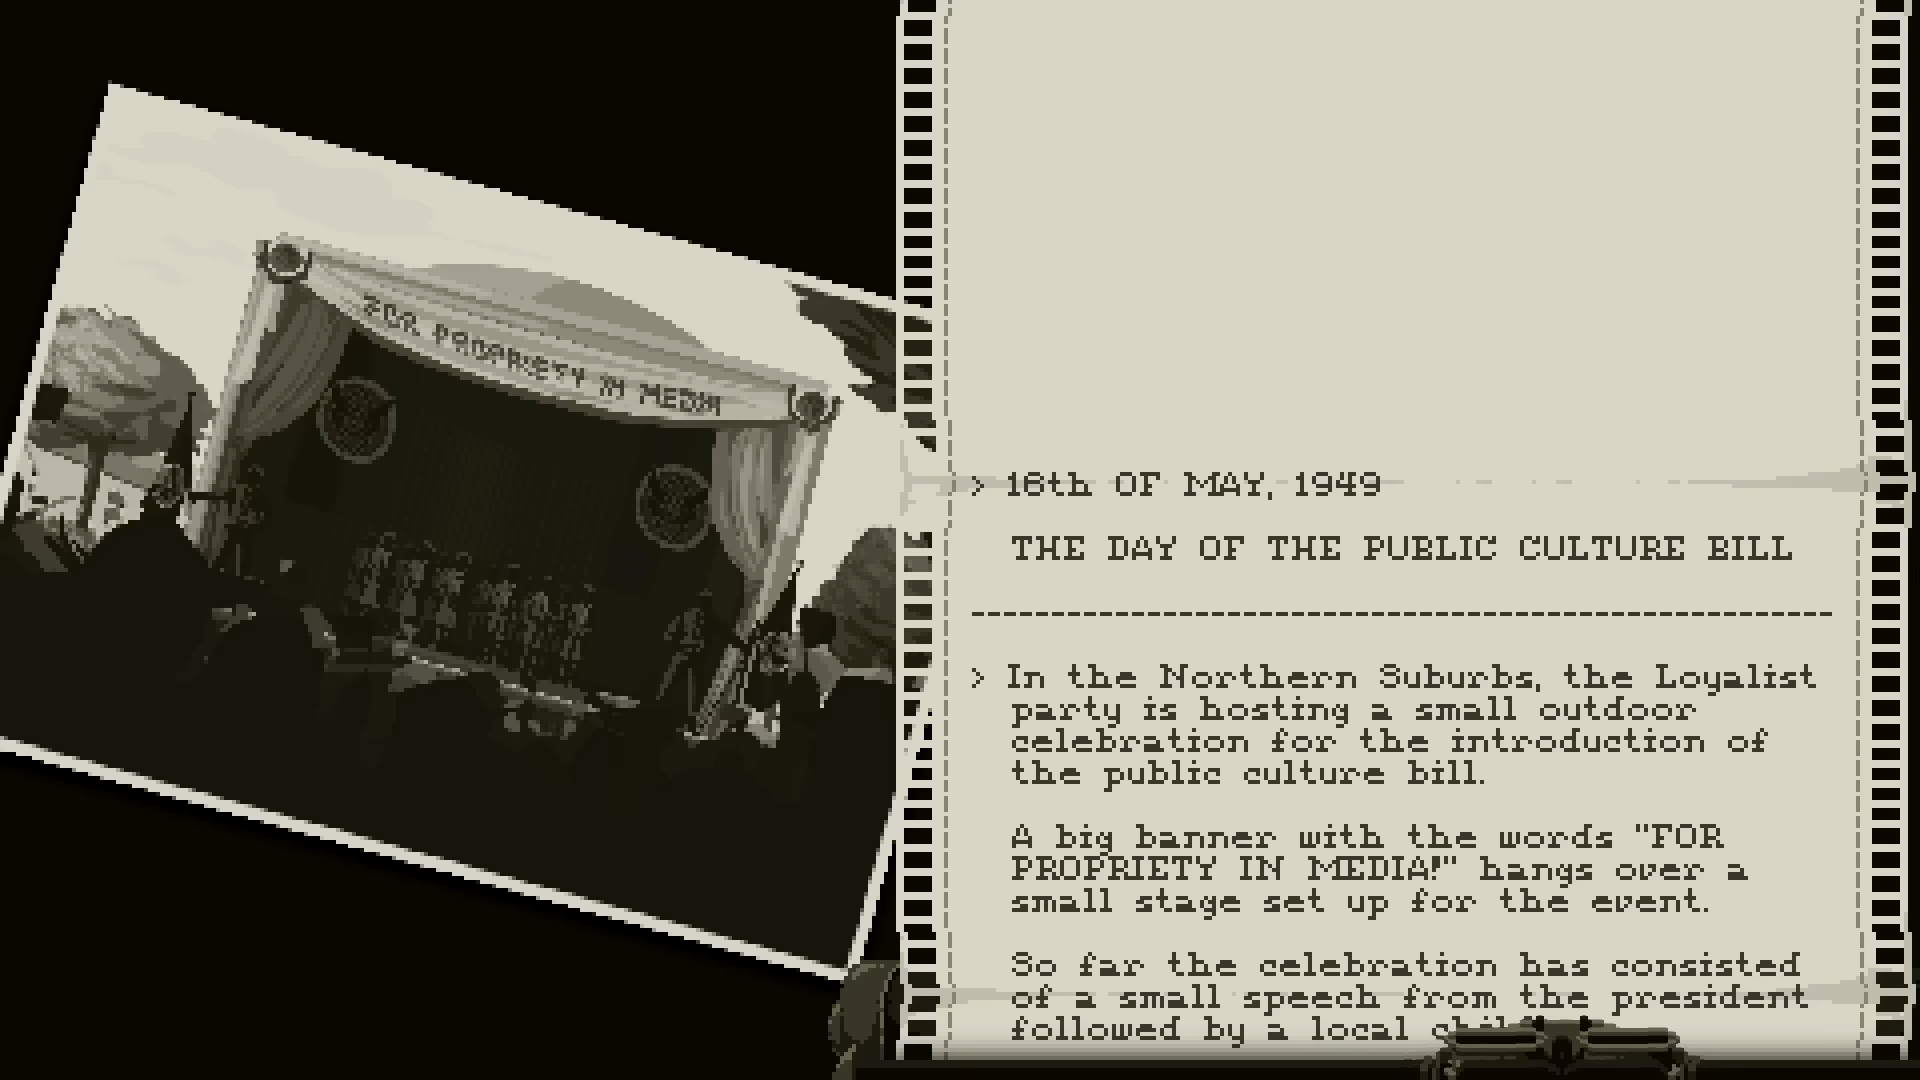 FOR PROPRIETY IN MEDIA
> 16th OF MAY, 1949
THE DAY OF THE PUBLIC CULTURE BILL
> In the Northern Suburbs, the Loyalist
party is hosting a small outdoor
celebration for the introduction of
the public culture bill.
A big banner with the words "FOR
PROPRIETY IN MEDIA!" hangs over a
small stage set up for the event.
So far the celebration has consisted
of a small speech from the president
followed by a local